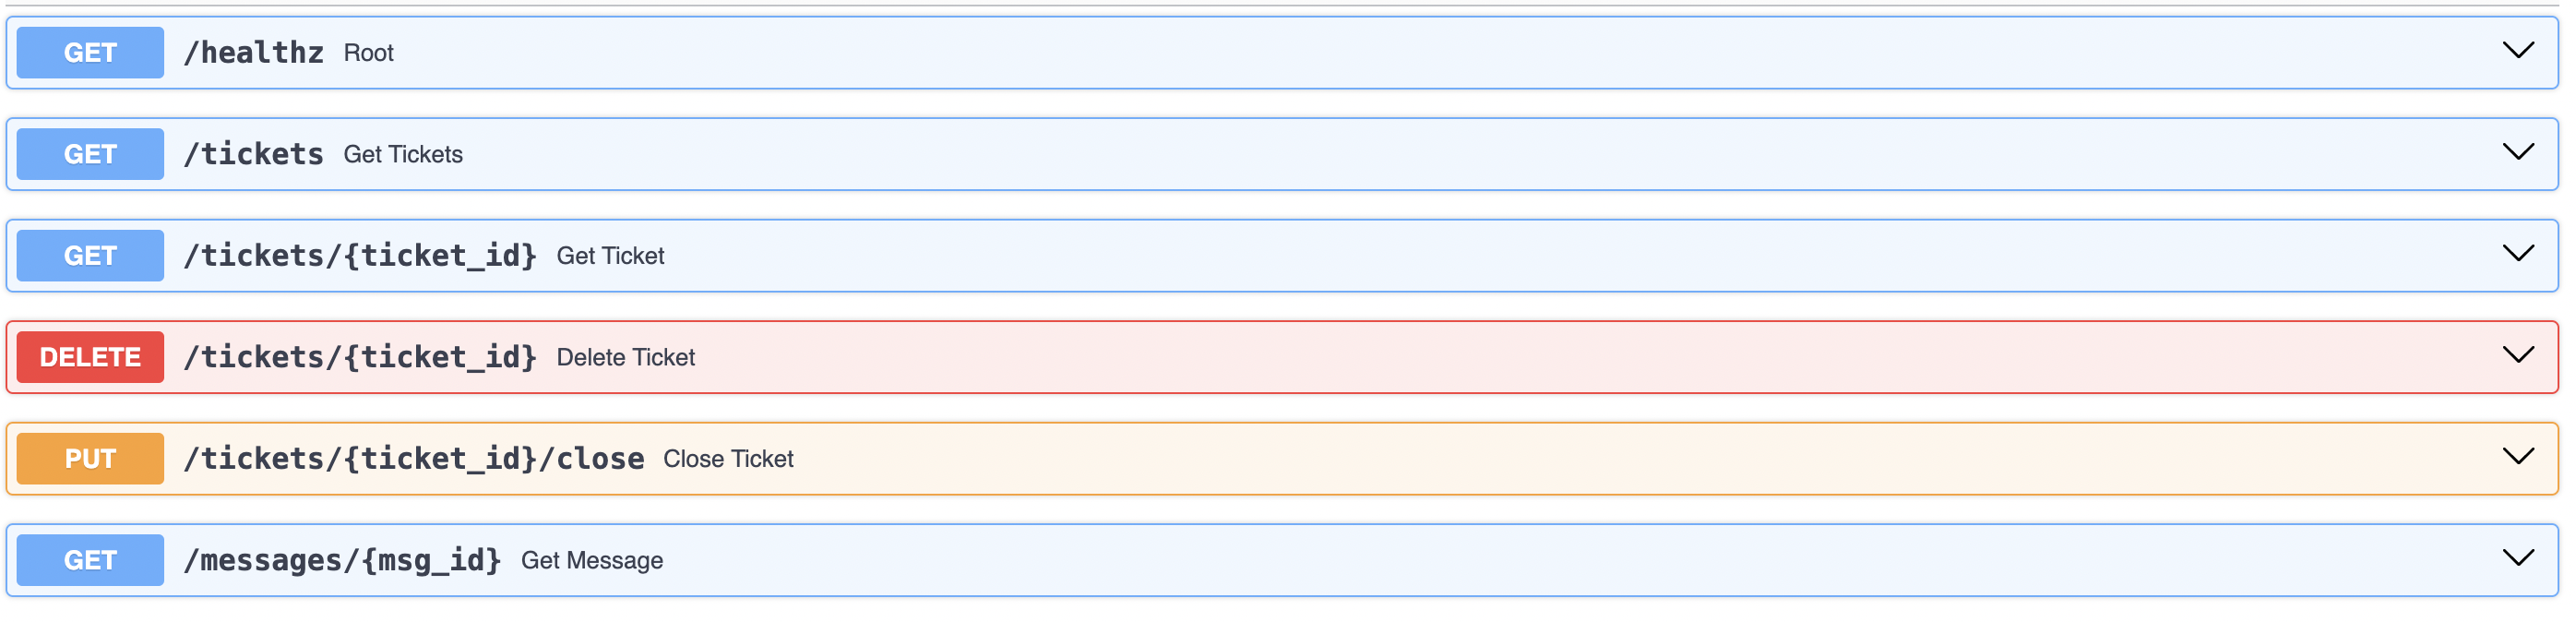 GET /healthz Root
GET /tickets Get Tickets
GET /tickets/{ticket_id} Get Ticket
DELETE /tickets/{ticket_id} Delete Ticket
PUT /tickets/{ticket_id}/close Close Ticket
GET /messages/{msg_id} Get Message